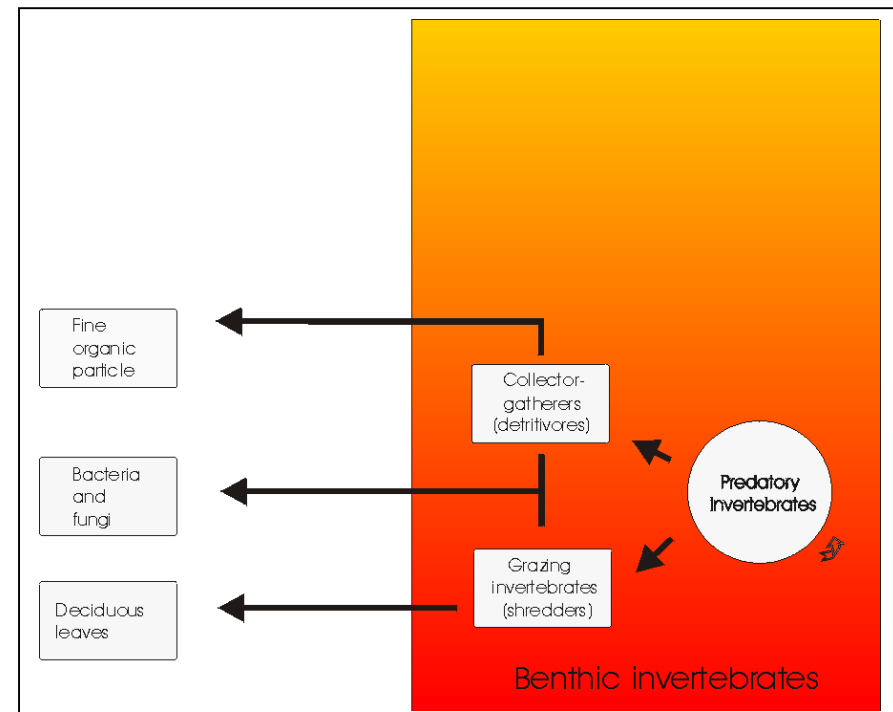 Fine
organic
particle
Collector-
gatherers
(detritivores)
Bacteria
and
fungi
Predatory
invertebrates
Grazing
invertebrates
(shredders)
Deciduous
leaves
Benthic invertebrates